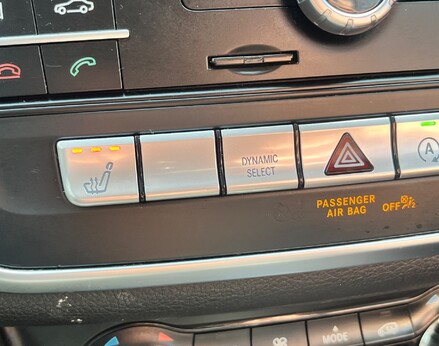 DYNAMIC
SELECT
A
PASSENGER
AIR BAG OFF
MODE